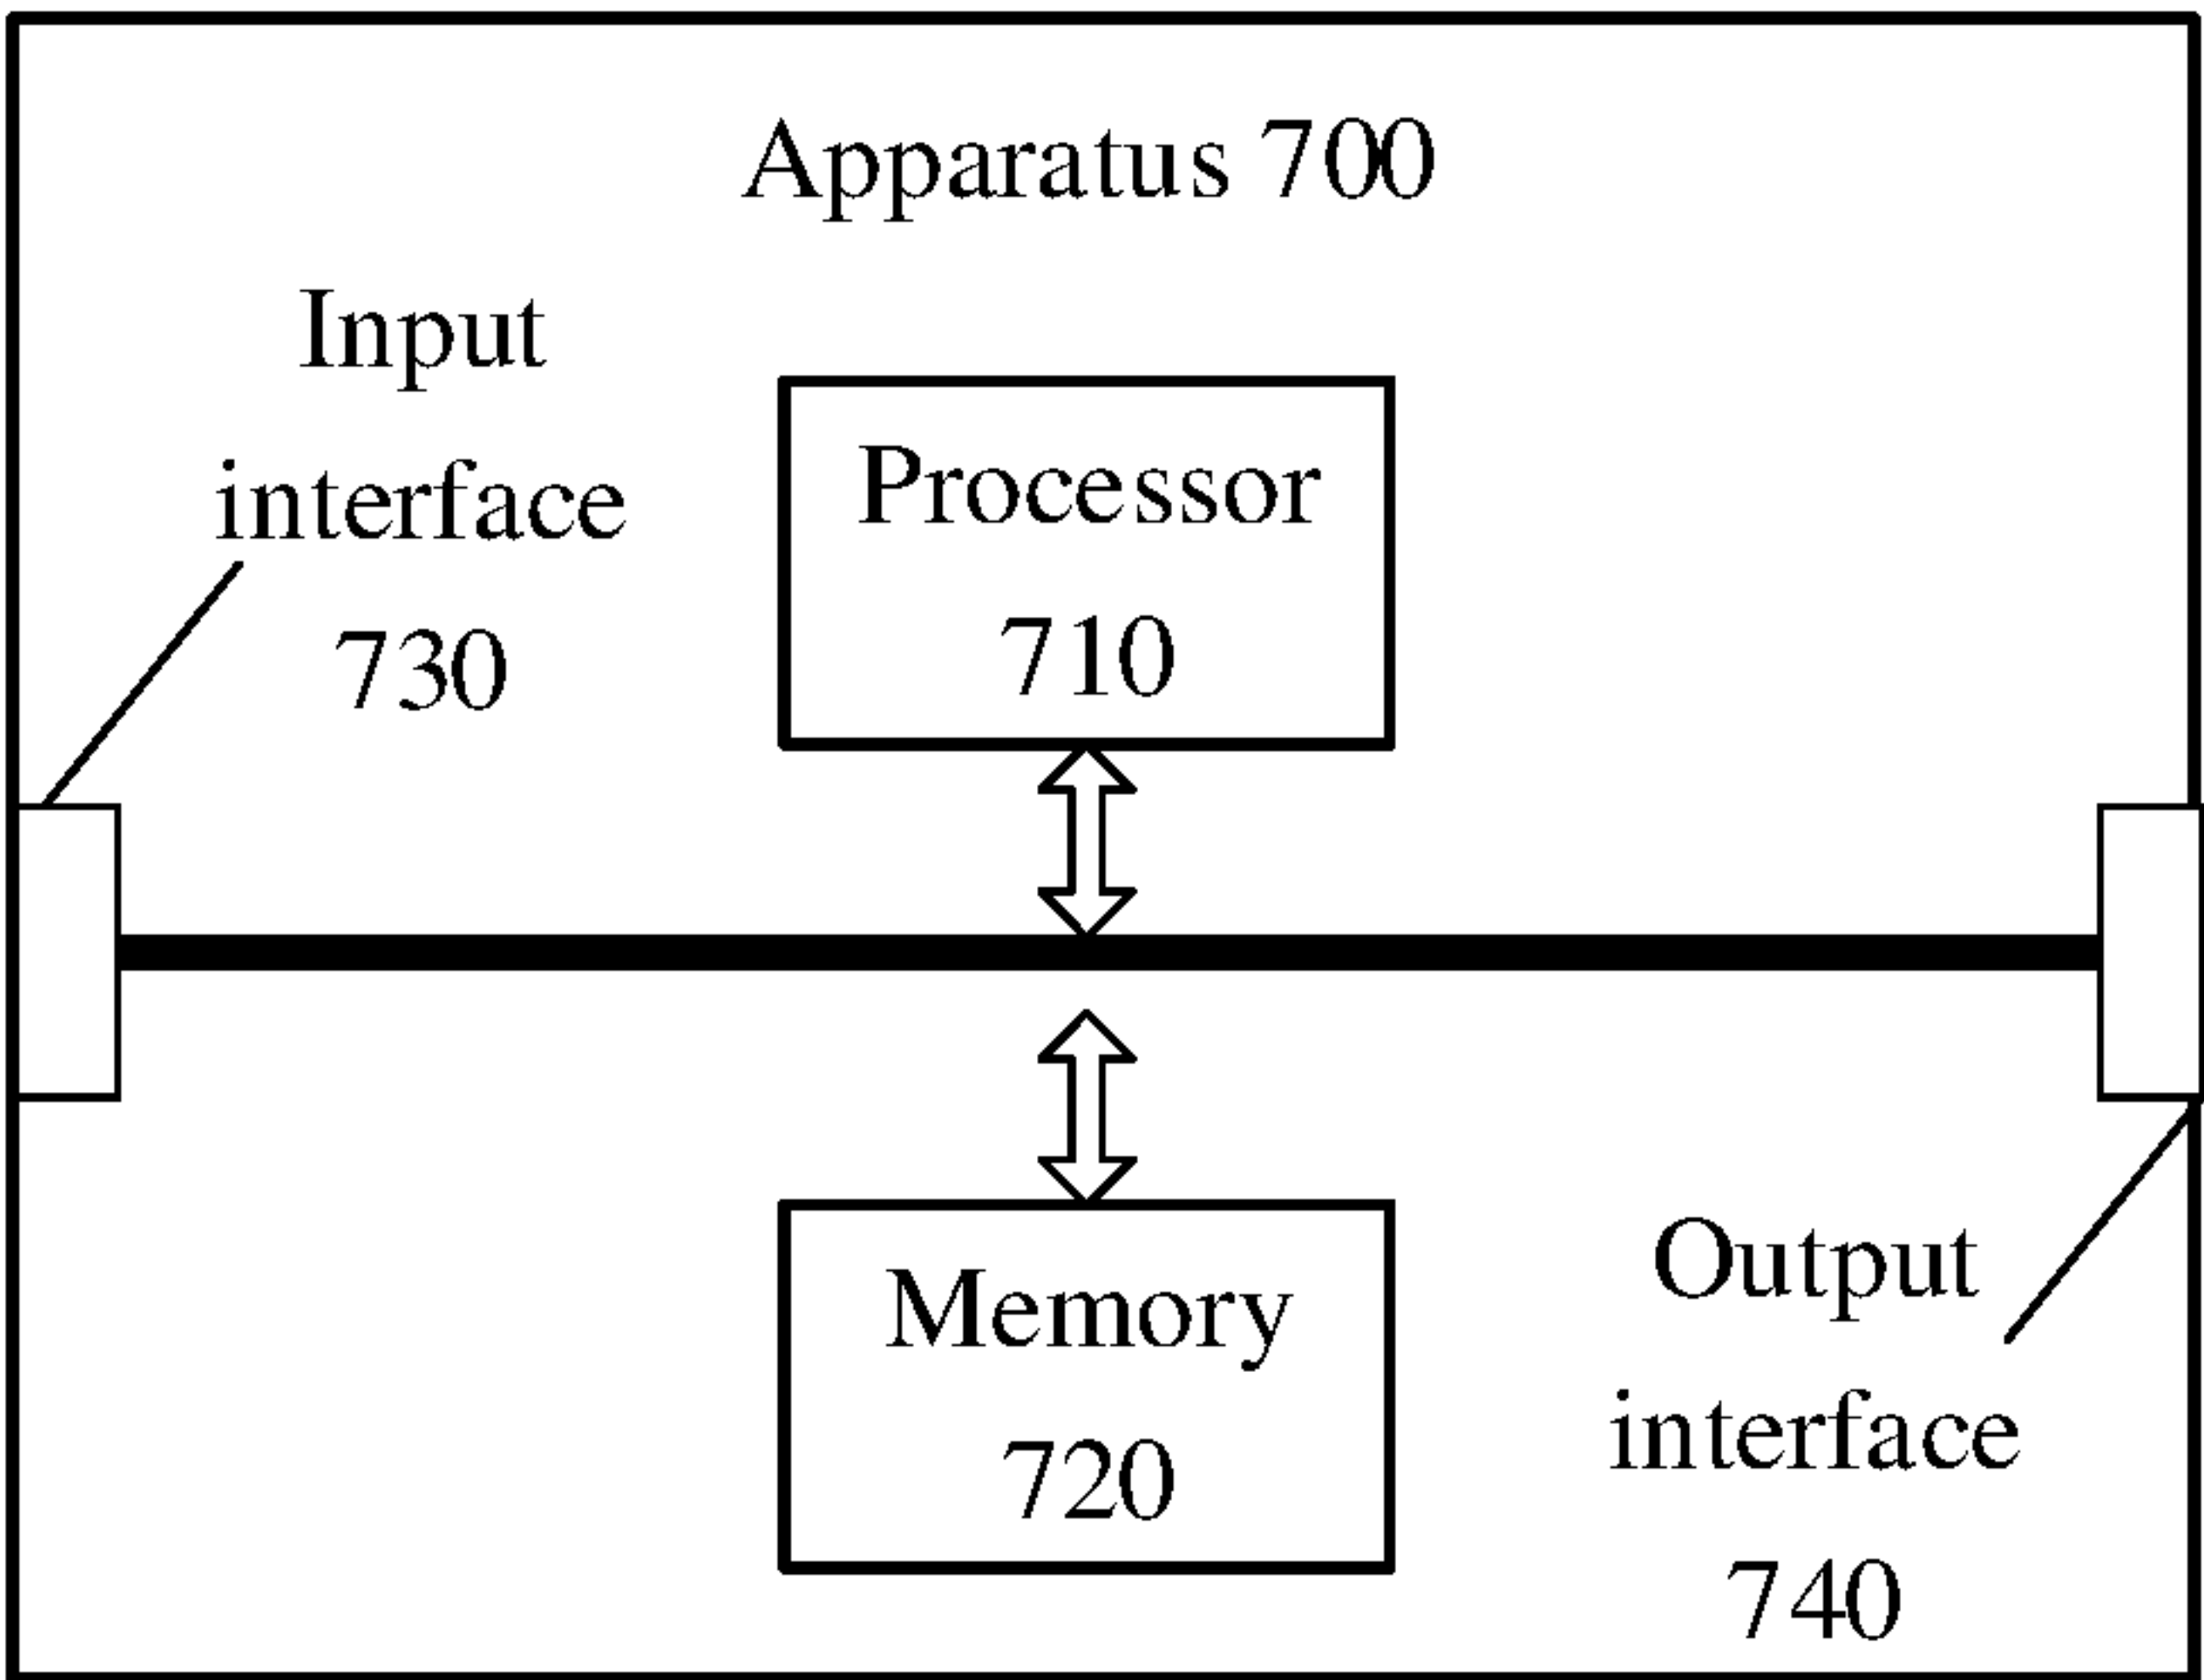 Apparatus 700
Input
interface
730
Processor
710
Memory
720
Output
interface
740